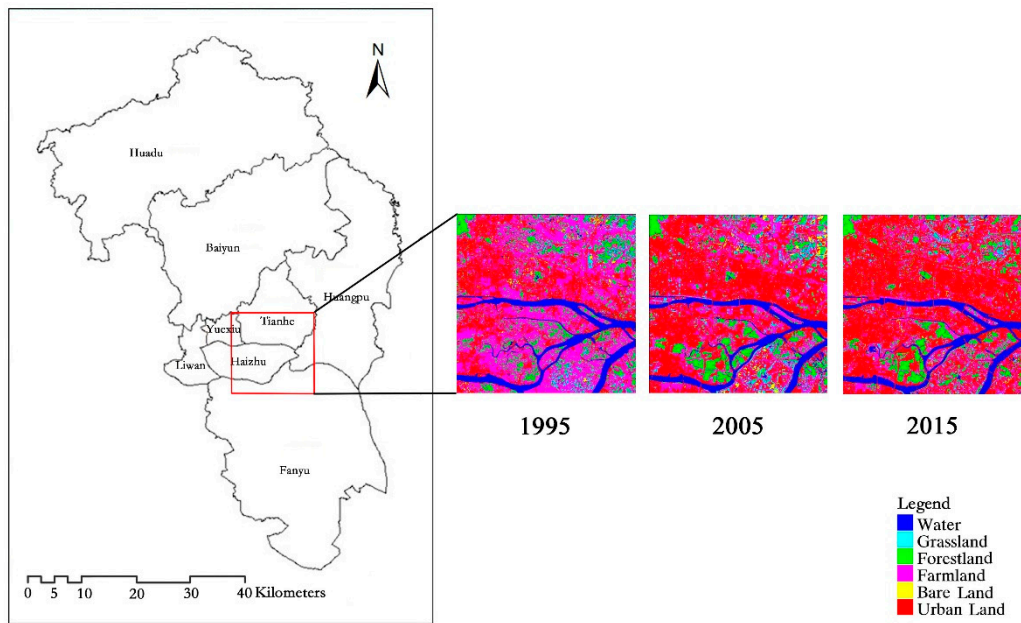 N
Huadu
Baiyun
Huangpu
Tianhe
Yuexiu
Haizhu
Liwan
Fanyu
0 5 10 20 30 40 Kilometers
1995 2005 2015
Legend
Water
Grassland
Forestland
Farmland
Bare Land
Urban Land